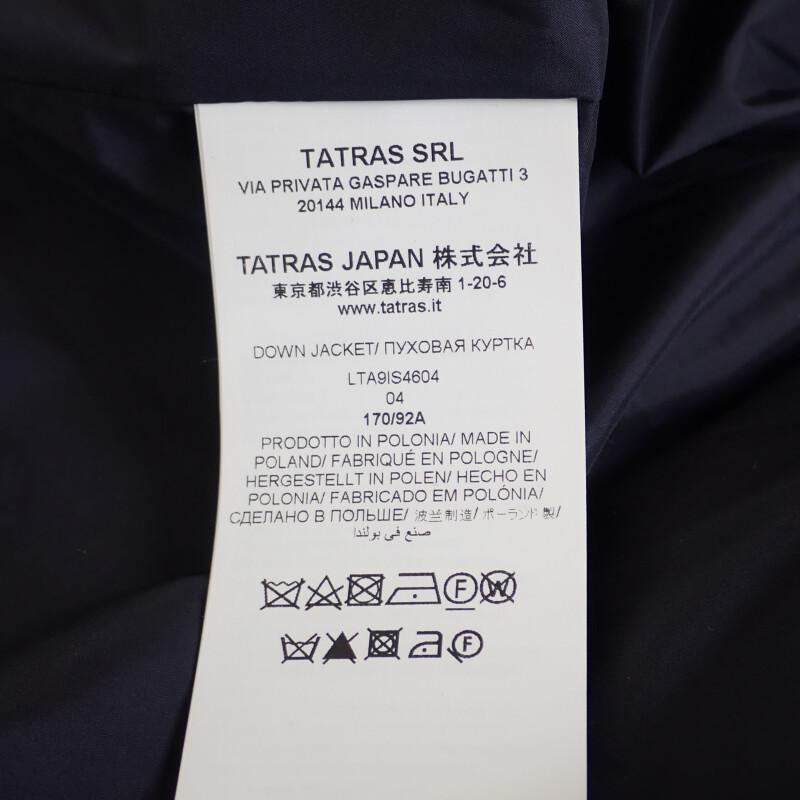 TATRAS SRL
VIA PRIVATA GASPARE BUGATTI 3
20144 MILANO ITALY
TATRAS JAPAN 株式会社
東京都渋谷区恵比寿南 1-20-6
www.tatras.it
DOWN JACKET/ ПУХОВАЯ КУРТКА
LTA9IS4604
04
170/92A
PRODOTTO IN POLONIA/ MADE IN
POLAND/ FABRIQUÉ EN POLOGNE/
HERGESTELLT IN POLEN/ HECHO EN
POLONIA/ FABRICADO EM POLÓNIA/
СДЕЛАНО В ПОЛЬШЕ/ 波兰制造/ ポーランド製/
صنع في بولندا
F W
F